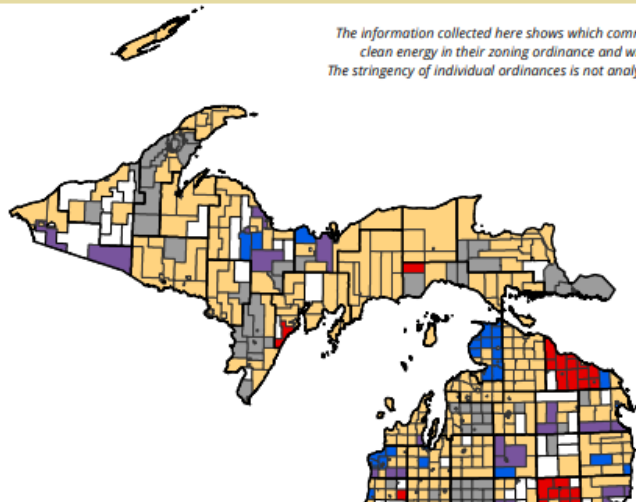 The information collected here shows which comm
clean energy in their zoning ordinance and w
The stringency of individual ordinances is not analy